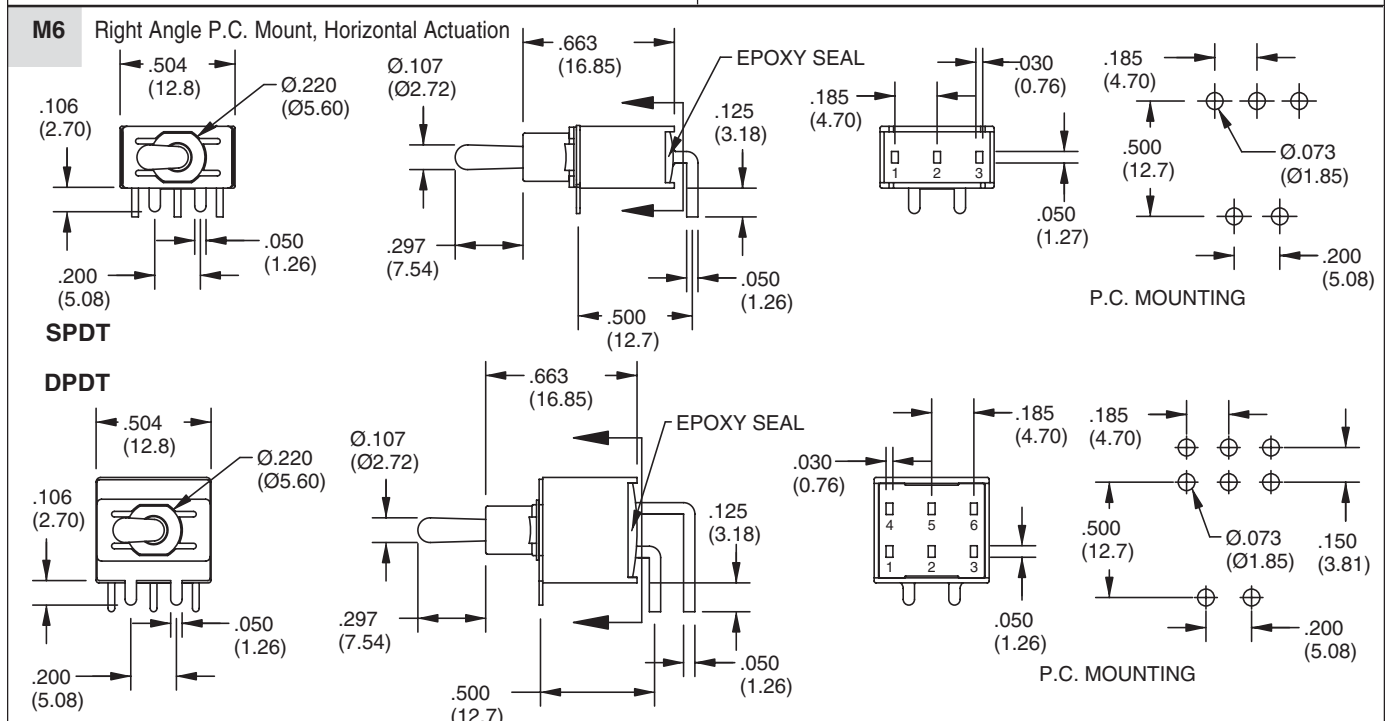 M6 Right Angle P.C. Mount, Horizontal Actuation
.504
(12.8)
Ø.220
(Ø5.60)
.106
(2.70)
.200
(5.08)
.050
(1.26)
SPDT
.663
(16.85)
Ø.107
(Ø2.72)
EPOXY SEAL
.125
(3.18)
.297
(7.54)
.050
(1.26)
.500
(12.7)
.030
(0.76)
.185
(4.70)
1 2 3
.050
(1.27)
.185
(4.70)
.500
(12.7)
Ø.073
(Ø1.85)
.200
(5.08)
P.C. MOUNTING
DPDT
.504
(12.8)
Ø.220
(Ø5.60)
.106
(2.70)
.050
(1.26)
.200
(5.08)
.663
(16.85)
Ø.107
(Ø2.72)
EPOXY SEAL
.125
(3.18)
.297
(7.54)
.050
(1.26)
.500
(12.7)
.185
(4.70)
.030
(0.76)
4 5 6
1 2 3
.050
(1.26)
.185
(4.70)
.500
(12.7)
Ø.073
(Ø1.85)
.150
(3.81)
.200
(5.08)
P.C. MOUNTING